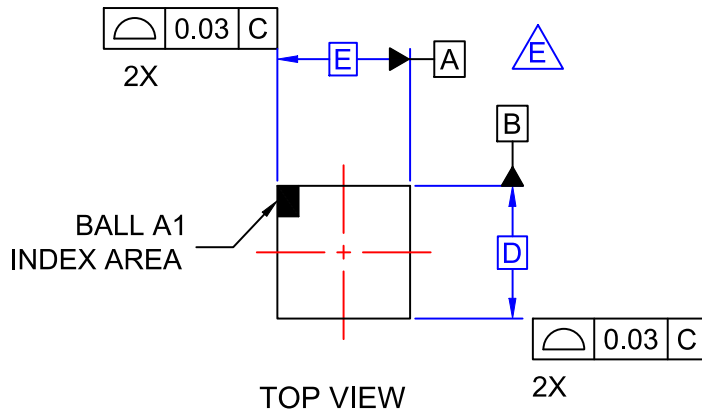 0.03 C
2X
E
A
E
B
BALL A1
INDEX AREA
D
0.03 C
2X
TOP VIEW